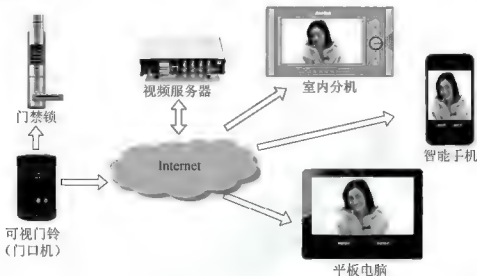 门禁锁
视频服务器
室内分机
智能手机
Internet
可视门铃
(门口机)
平板电脑